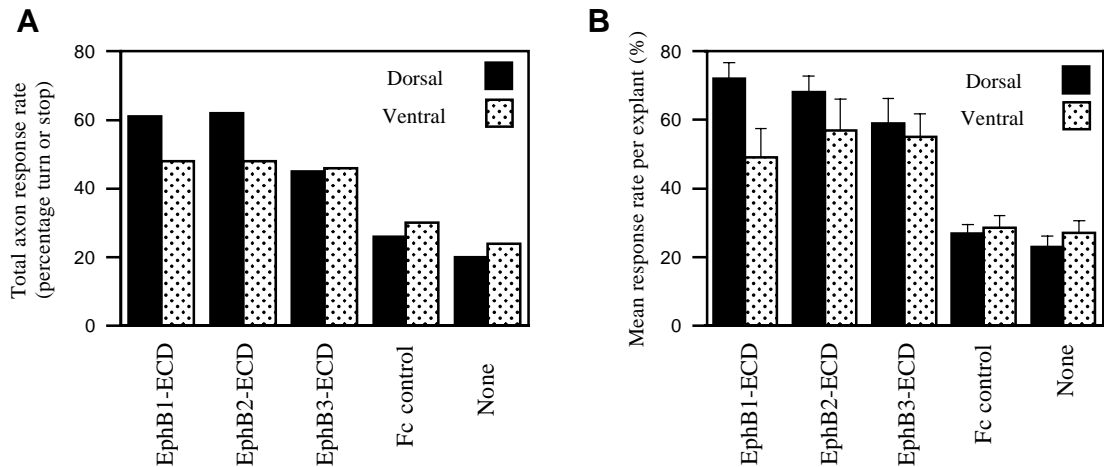 A
Total axon response rate
(percentage turn or stop)
80
60
40
20
0
Dorsal
Ventral
EphB1-ECD
EphB2-ECD
EphB3-ECD
Fc control
None
B
Mean response rate per explant (%)
80
60
40
20
0
Dorsal
Ventral
EphB1-ECD
EphB2-ECD
EphB3-ECD
Fc control
None